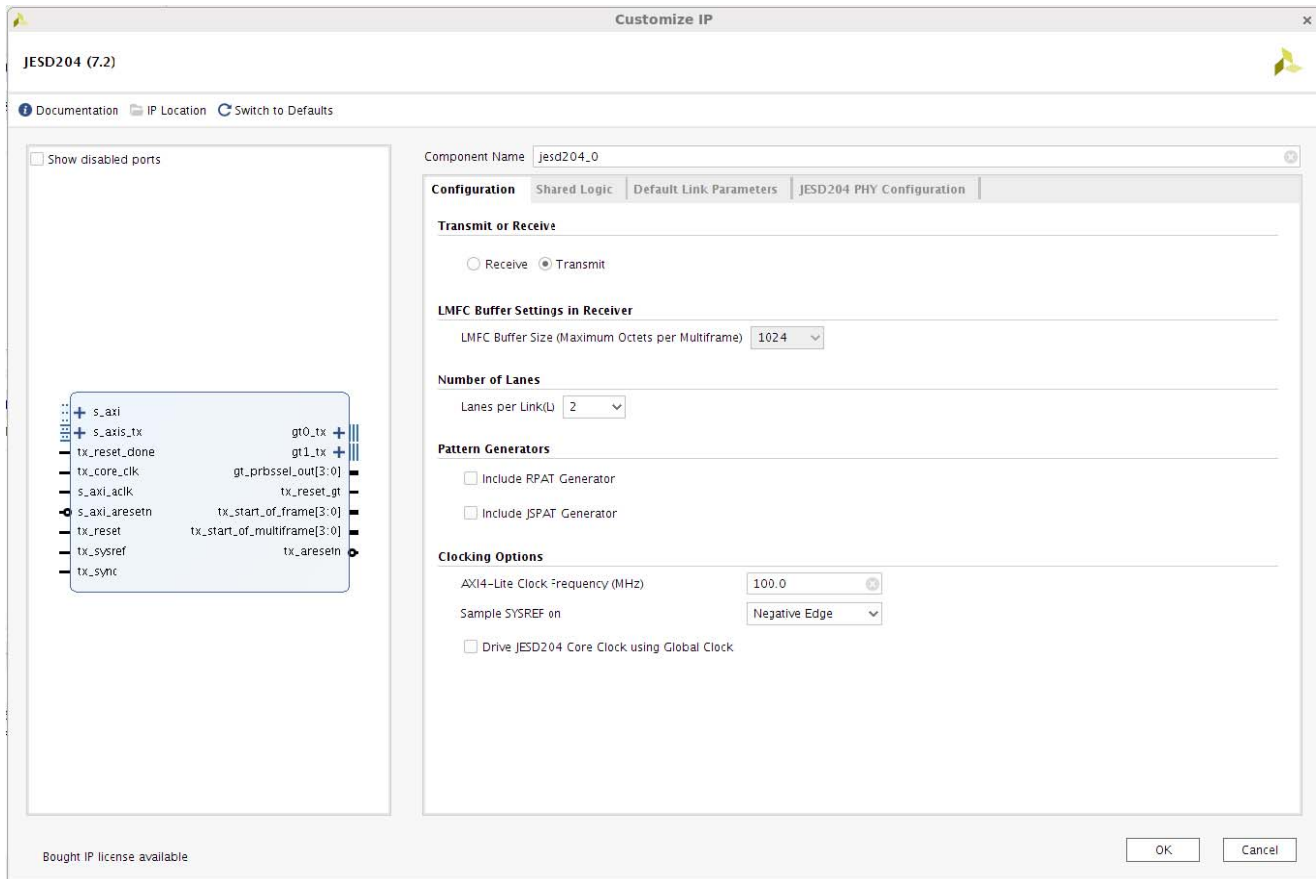 Customize IP
JESD204 (7.2)
Documentation IP Location Switch to Defaults
Show disabled ports
s_axi
s_axis_tx
tx_reset_done
tx_core_clk
s_axi_aclk
s_axi_aresetn
tx_reset
tx_sysref
tx_sync
gt0_tx
gt1_tx
gt_prbssel_out[3:0]
tx_reset_gt
tx_start_of_frame[3:0]
tx_start_of_multiframe[3:0]
tx_aresetn
Component Name jesd204_0
Configuration Shared Logic Default Link Parameters JESD204 PHY Configuration
Transmit or Receive
Receive Transmit
LMFC Buffer Settings in Receiver
LMFC Buffer Size (Maximum Octets per Multiframe) 1024
Number of Lanes
Lanes per Link(L) 2
Pattern Generators
Include RPAT Generator
Include JSPAT Generator
Clocking Options
AXI4-Lite Clock Frequency (MHz) 100.0
Sample SYSREF on Negative Edge
Drive JESD204 Core Clock using Global Clock
Bought IP license available
OK Cancel